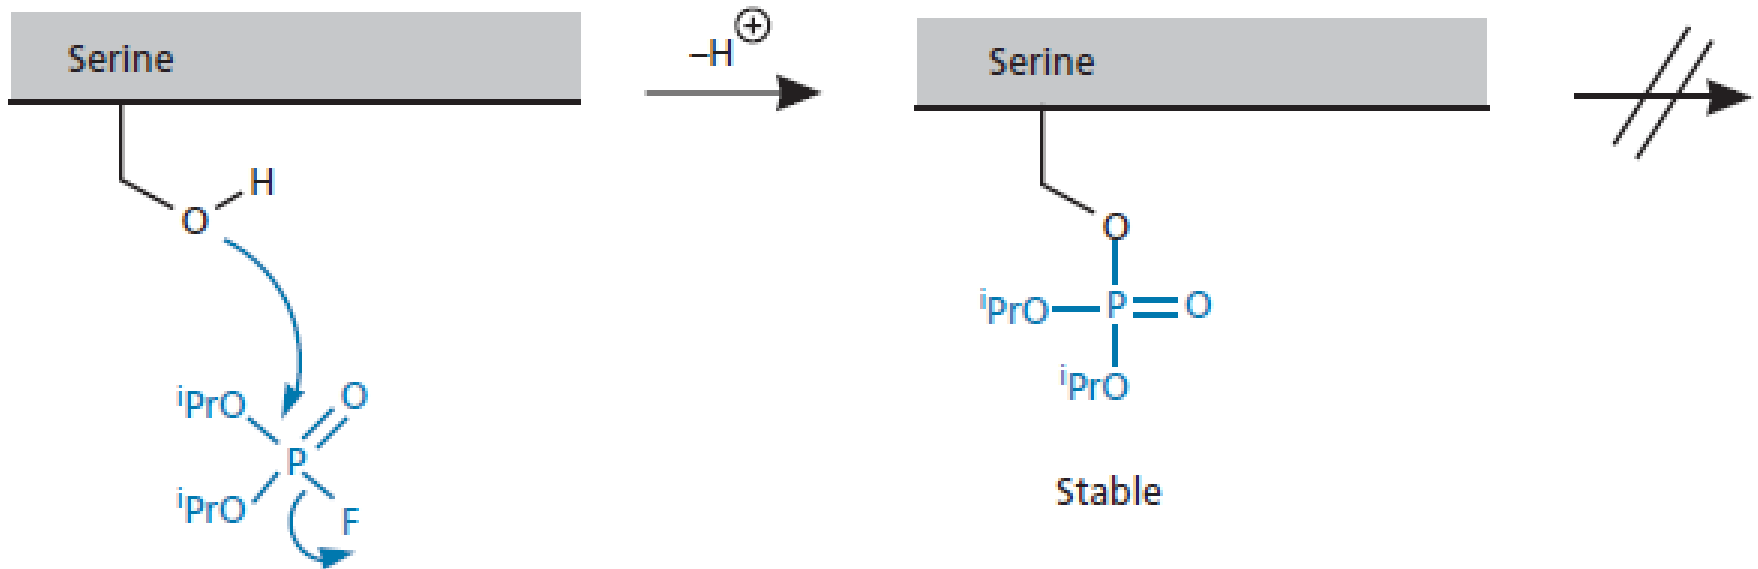 Serine
–H⊕
Serine
H
O
O
ⁱPrO
P
O
ⁱPrO
O
ⁱPrO
P
ⁱPrO
F
Stable